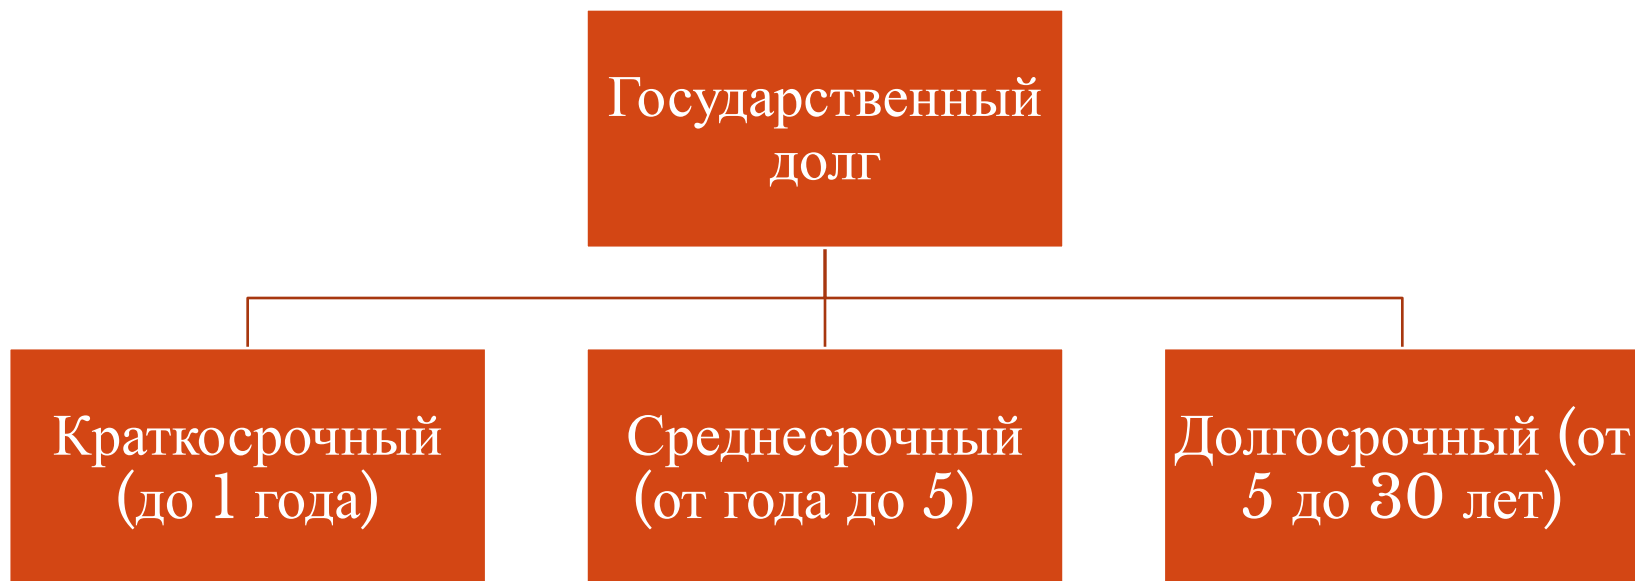 Государственный
долг
Краткосрочный
(до 1 года)
Среднесрочный
(от года до 5)
Долгосрочный (от
5 до 30 лет)